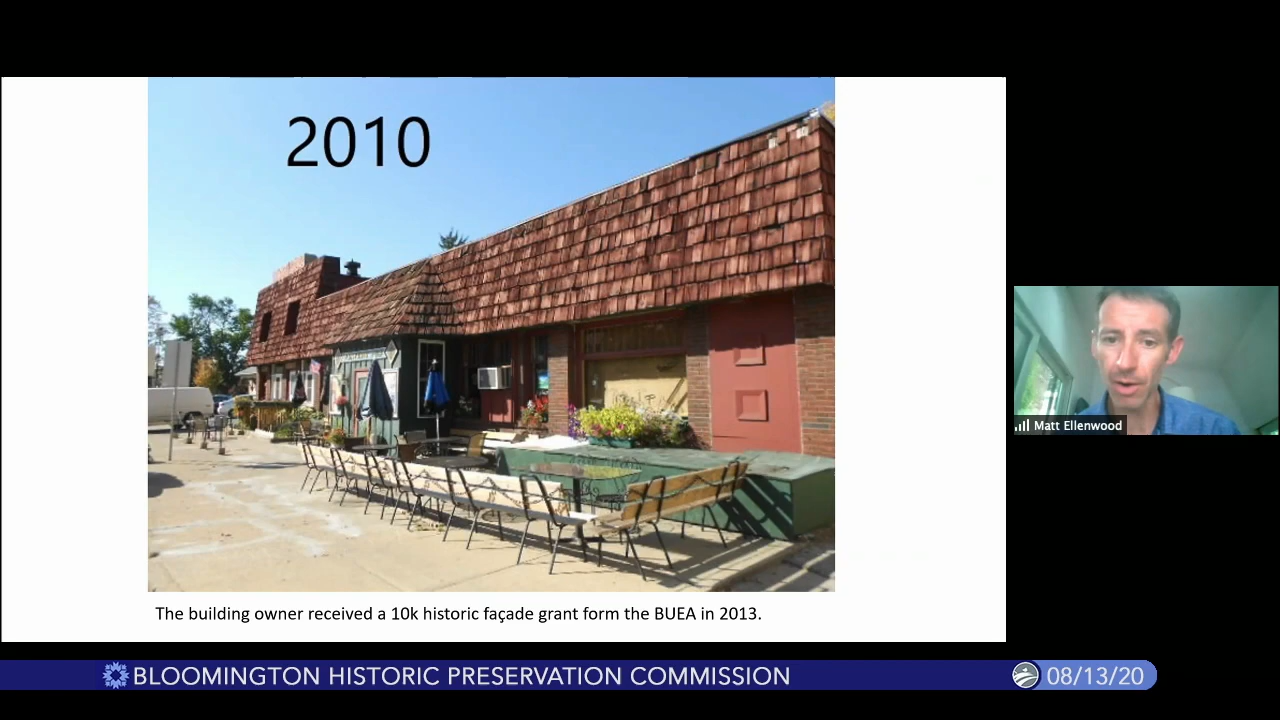 2010
The building owner received a 10k historic façade grant form the BUEA in 2013.
Matt Ellenwood
BLOOMINGTON HISTORIC PRESERVATION COMMISSION
08/13/20